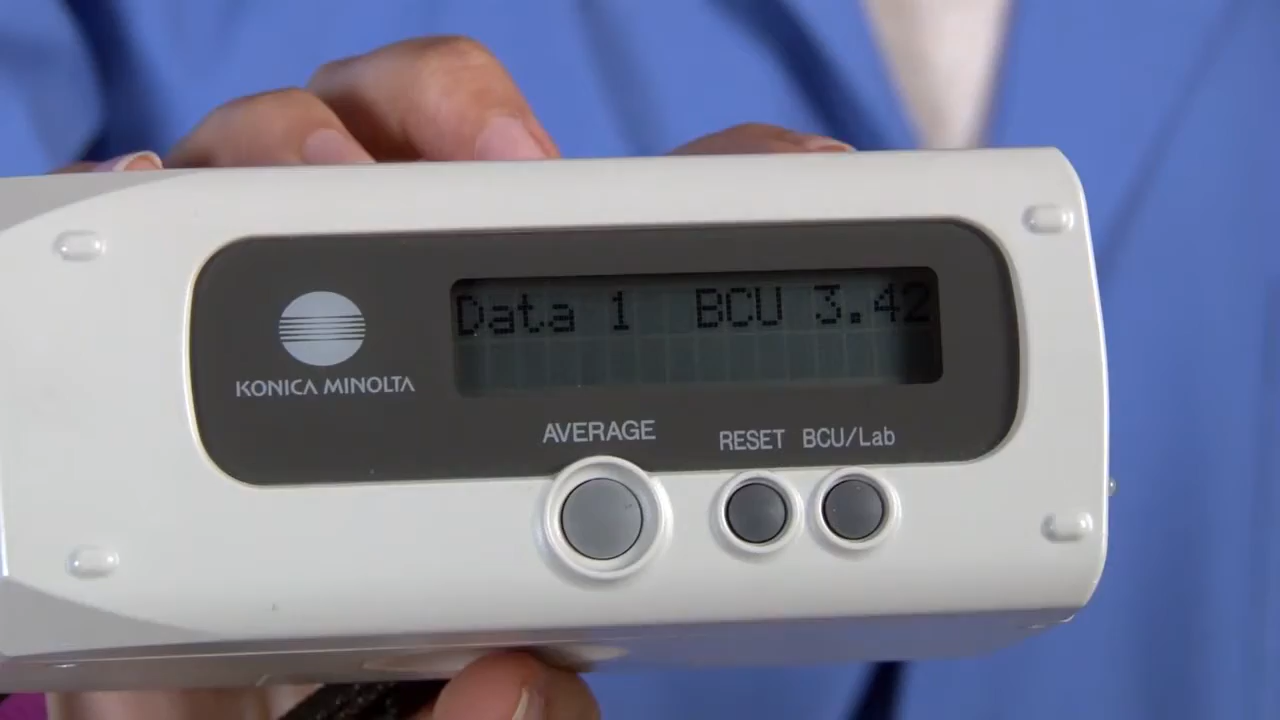 Data 1 BCU 3.42
KONICA MINOLTA
AVERAGE
RESET BCU/Lab